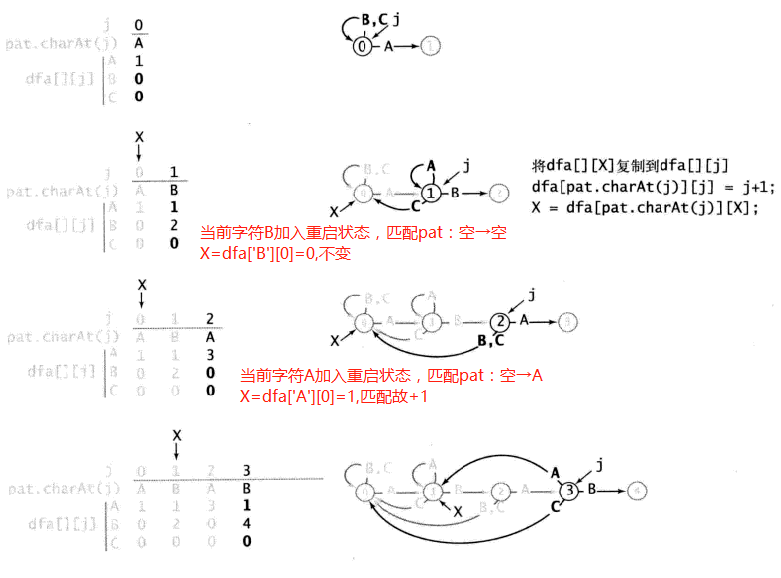 j 0
pat.charAt(j) A
A 1
dfa[][j] B 0
C 0
B,C j
0 A 1
X
j 0 1
pat.charAt(j) A B
A 1 1
dfa[][j] B 0 2
C 0 0
B,C A j
0 A 1 B 2
C
X
将dfa[][X]复制到dfa[][j]
dfa[pat.charAt(j)][j] = j+1;
X = dfa[pat.charAt(j)][X];
当前字符B加入重启状态，匹配pat：空→空
X=dfa['B'][0]=0,不变
X
j 0 1 2
pat.charAt(j) A B A
A 1 1 3
dfa[][j] B 0 2 0
C 0 0 0
B,C A j
0 A 1 B 2 A 3
X C B,C
当前字符A加入重启状态，匹配pat：空→A
X=dfa['A'][0]=1,匹配故+1
X
j 0 1 2 3
pat.charAt(j) A B A B
A 1 1 3 1
dfa[][j] B 0 2 0 4
C 0 0 0 0
B,C A A j
0 A 1 B 2 A 3 B 4
C X B,C C